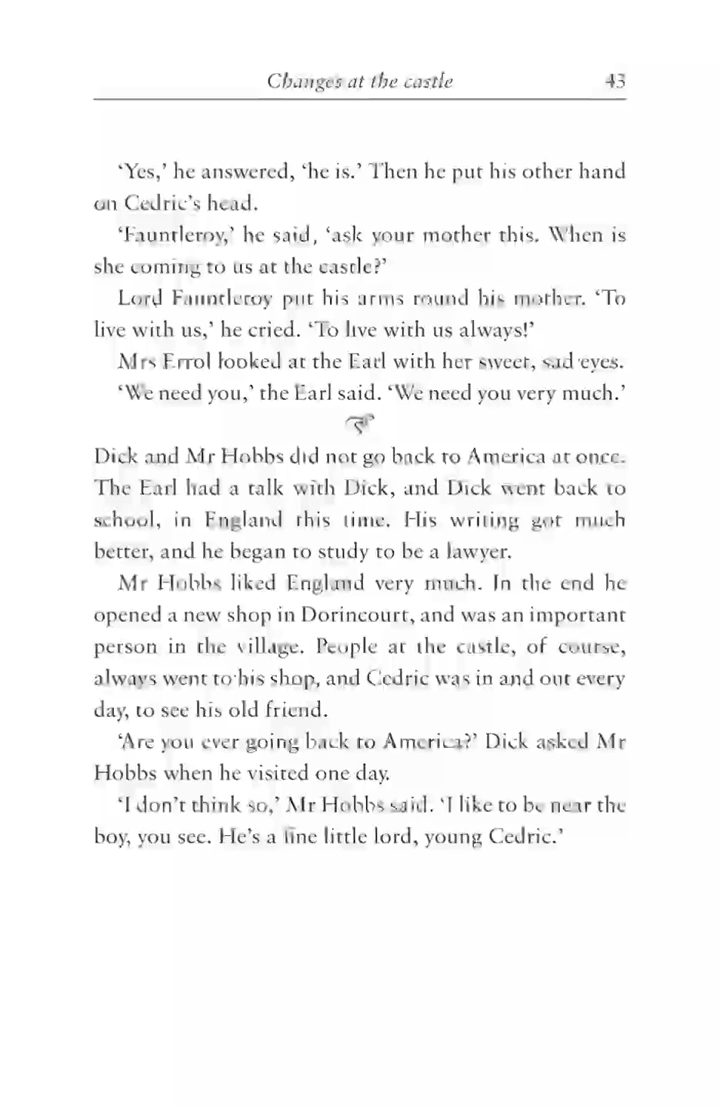 Changes at the castle 43
‘Yes,’ he answered, ‘he is.’ Then he put his other hand
on Cedric’s head.
‘Fauntleroy,’ he said, ‘ask your mother this. When is
she coming to us at the castle?’
Lord Fauntleroy put his arms round his mother. ‘To
live with us,’ he cried. ‘To live with us always!’
Mrs Errol looked at the Earl with her sweet, sad eyes.
‘We need you,’ the Earl said. ‘We need you very much.’
Dick and Mr Hobbs did not go back to America at once.
The Earl had a talk with Dick, and Dick went back to
school, in England this time. His writing got much
better, and he began to study to be a lawyer.
Mr Hobbs liked England very much. In the end he
opened a new shop in Dorincourt, and was an important
person in the village. People at the castle, of course,
always went to his shop, and Cedric was in and out every
day, to see his old friend.
‘Are you ever going back to America?’ Dick asked Mr
Hobbs when he visited one day.
‘I don’t think so,’ Mr Hobbs said. ‘I like to be near the
boy, you see. He’s a fine little lord, young Cedric.’